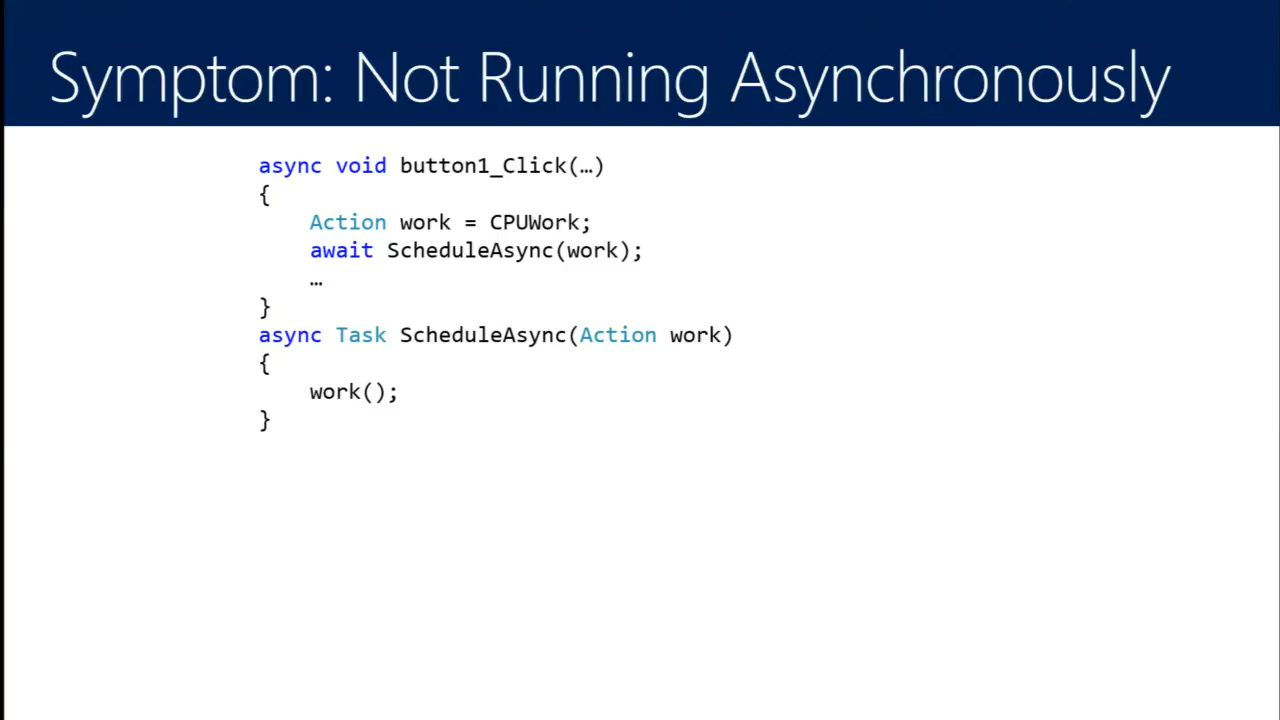 Symptom: Not Running Asynchronously
async void button1_Click(…)
{
    Action work = CPUWork;
    await ScheduleAsync(work);
    …
}
async Task ScheduleAsync(Action work)
{
    work();
}